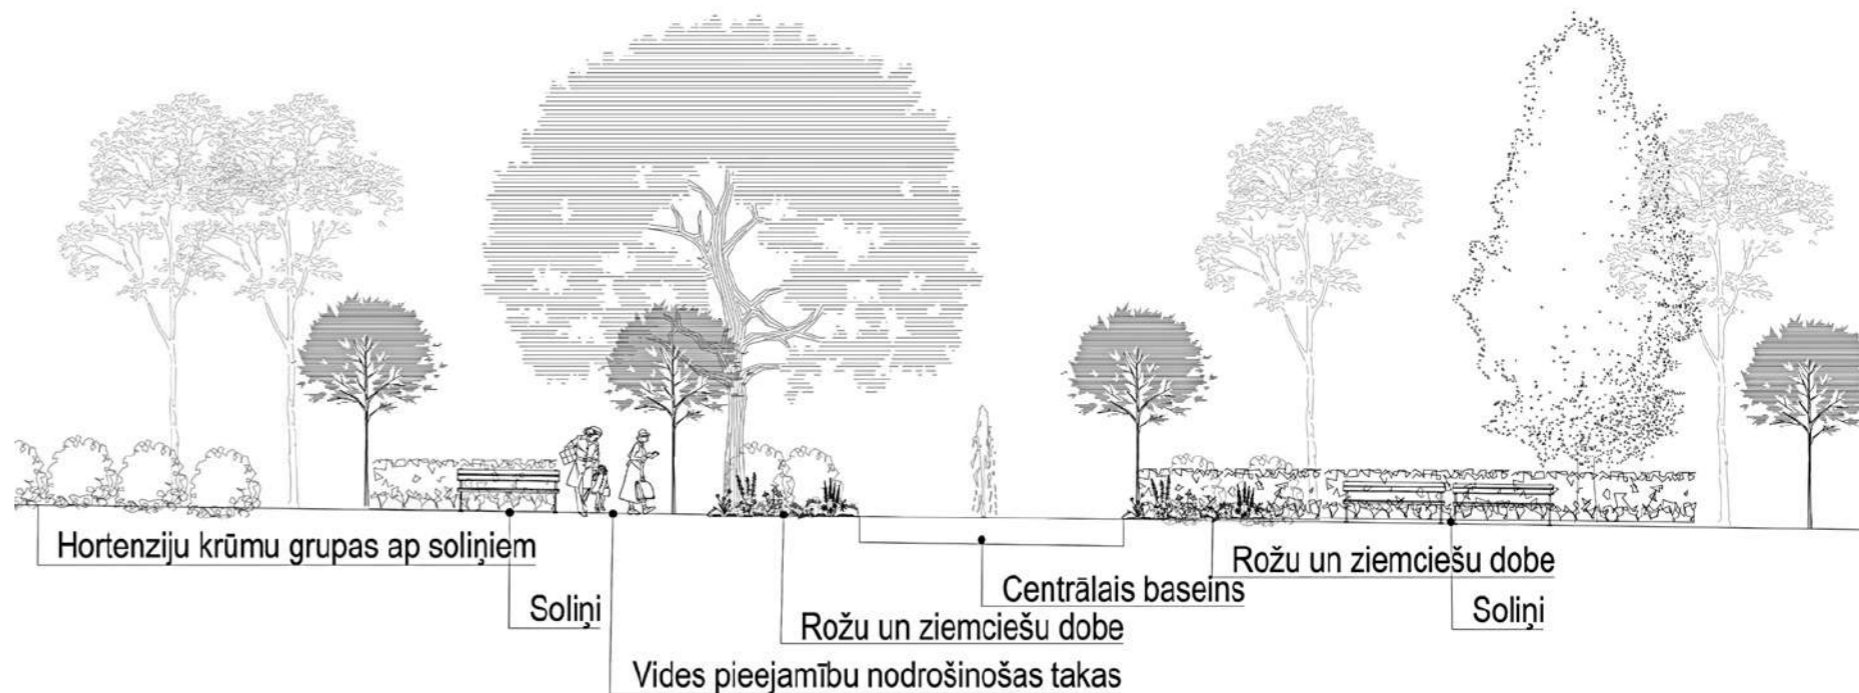 Hortenziju krūmu grupas ap soliņiem
Soliņi
Vides pieejamību nodrošinošas takas
Rožu un ziemciešu dobe
Centrālais baseins
Rožu un ziemciešu dobe
Soliņi